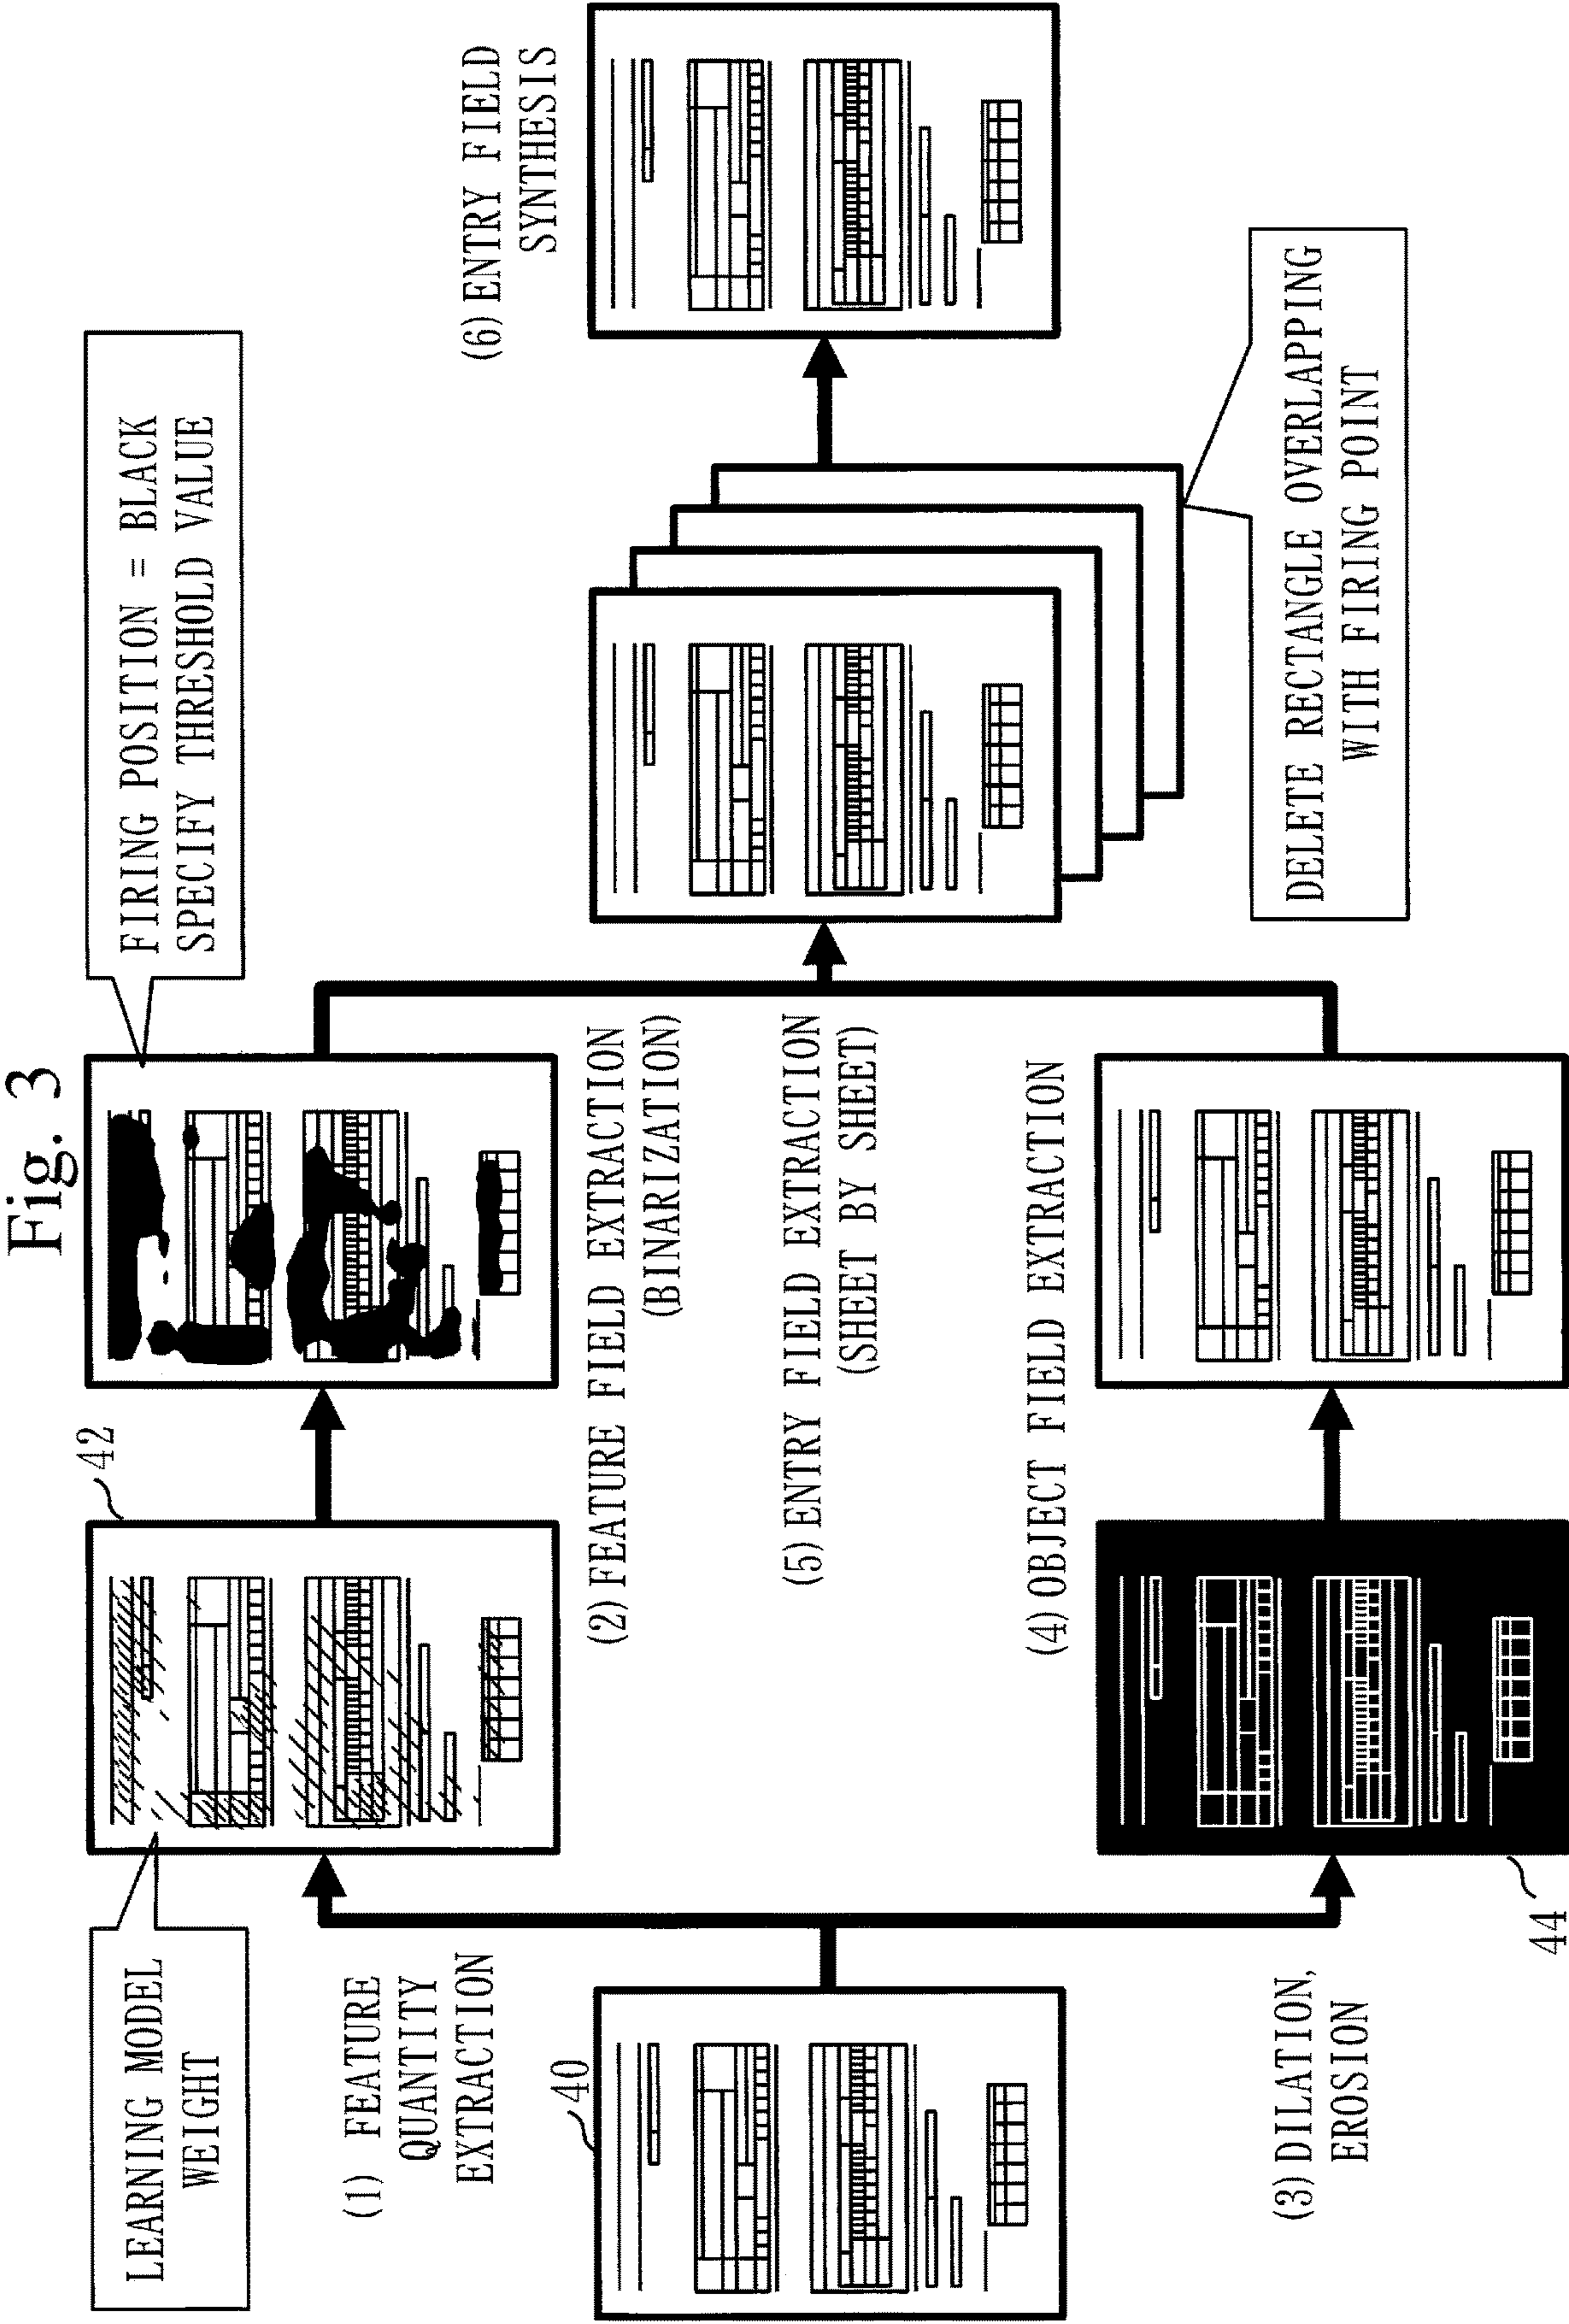 Fig. 3
LEARNING MODEL
WEIGHT
(1) FEATURE
QUANTITY
EXTRACTION
40
42
FIRING POSITION = BLACK
SPECIFY THRESHOLD VALUE
(2) FEATURE FIELD EXTRACTION
(BINARIZATION)
(3) DILATION,
EROSION
44
(4) OBJECT FIELD EXTRACTION
(5) ENTRY FIELD EXTRACTION
(SHEET BY SHEET)
DELETE RECTANGLE OVERLAPPING
WITH FIRING POINT
(6) ENTRY FIELD
SYNTHESIS